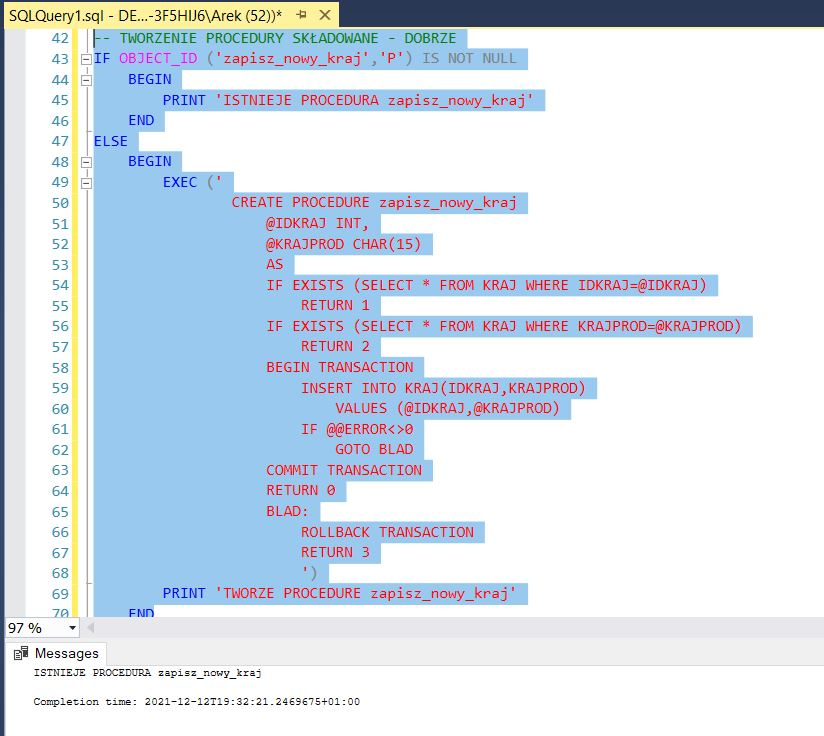 SQLQuery1.sql - DE...-3F5HIJ6\Arek (52))*
42 -- TWORZENIE PROCEDURY SKŁADOWANE - DOBRZE
43 IF OBJECT_ID ('zapisz_nowy_kraj','P') IS NOT NULL
44 BEGIN
45 PRINT 'ISTNIEJE PROCEDURA zapisz_nowy_kraj'
46 END
47 ELSE
48 BEGIN
49 EXEC ('
50 CREATE PROCEDURE zapisz_nowy_kraj
51 @IDKRAJ INT,
52 @KRAJPROD CHAR(15)
53 AS
54 IF EXISTS (SELECT * FROM KRAJ WHERE IDKRAJ=@IDKRAJ)
55 RETURN 1
56 IF EXISTS (SELECT * FROM KRAJ WHERE KRAJPROD=@KRAJPROD)
57 RETURN 2
58 BEGIN TRANSACTION
59 INSERT INTO KRAJ(IDKRAJ,KRAJPROD)
60 VALUES (@IDKRAJ,@KRAJPROD)
61 IF @@ERROR<>0
62 GOTO BLAD
63 COMMIT TRANSACTION
64 RETURN 0
65 BLAD:
66 ROLLBACK TRANSACTION
67 RETURN 3
68 ')
69 PRINT 'TWORZE PROCEDURE zapisz_nowy_kraj'
70 END
97 %
Messages
ISTNIEJE PROCEDURA zapisz_nowy_kraj
Completion time: 2021-12-12T19:32:21.2469675+01:00